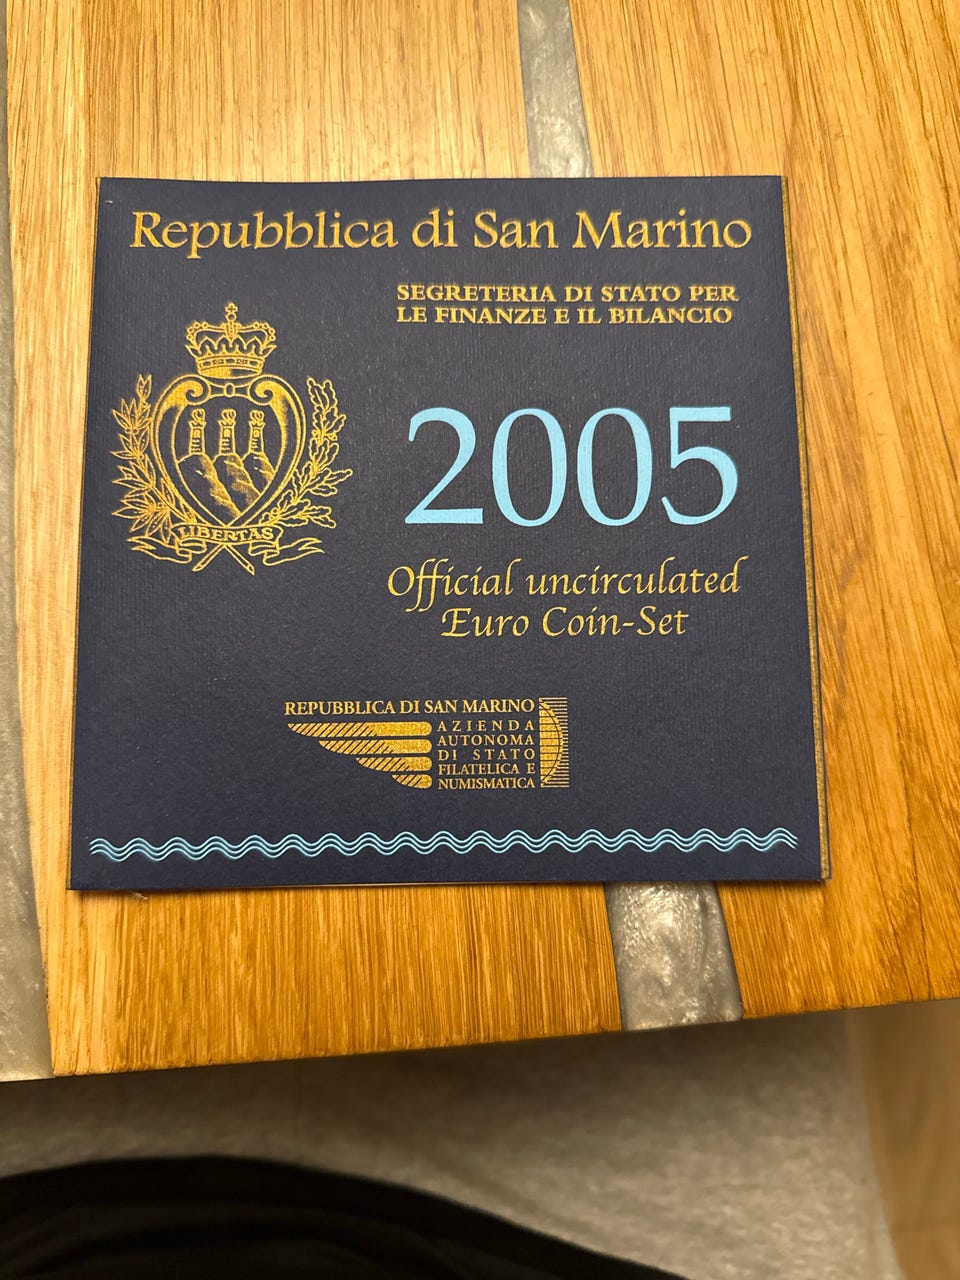 Repubblica di San Marino
SEGRETERIA DI STATO PER
LE FINANZE E IL BILANCIO
LIBERTAS
2005
Official uncirculated
Euro Coin-Set
REPUBBLICA DI SAN MARINO
AZIENDA
AUTONOMA
DI STATO
FILATELICA E
NUMISMATICA